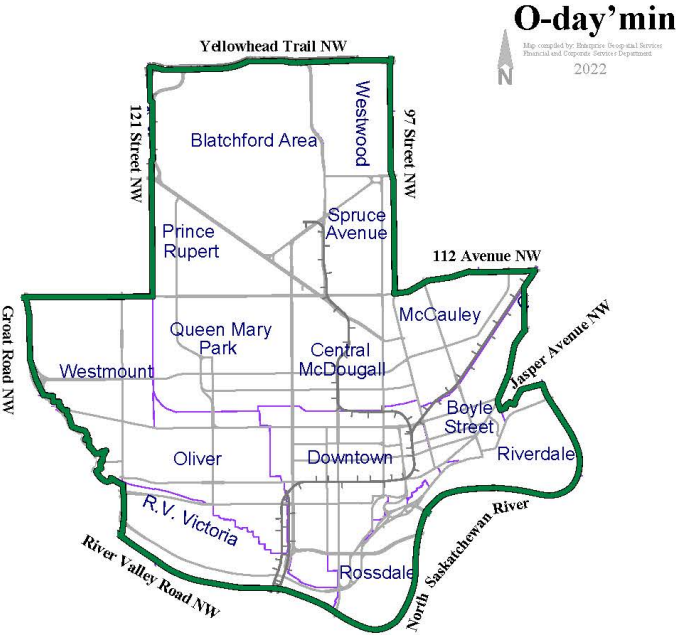 O-day'min
Map compiled by: Enterprise Geospatial Services
Financial and Corporate Services Department
2022
N
Yellowhead Trail NW
121 Street NW
97 Street NW
Westwood
Blatchford Area
Spruce
Avenue
Prince
Rupert
112 Avenue NW
McCauley
Groat Road NW
Queen Mary
Park
Central
McDougall
Jasper Avenue NW
Westmount
Boyle
Street
Oliver
Downtown
Riverdale
R.V. Victoria
River Valley Road NW
Rossdale
North Saskatchewan River